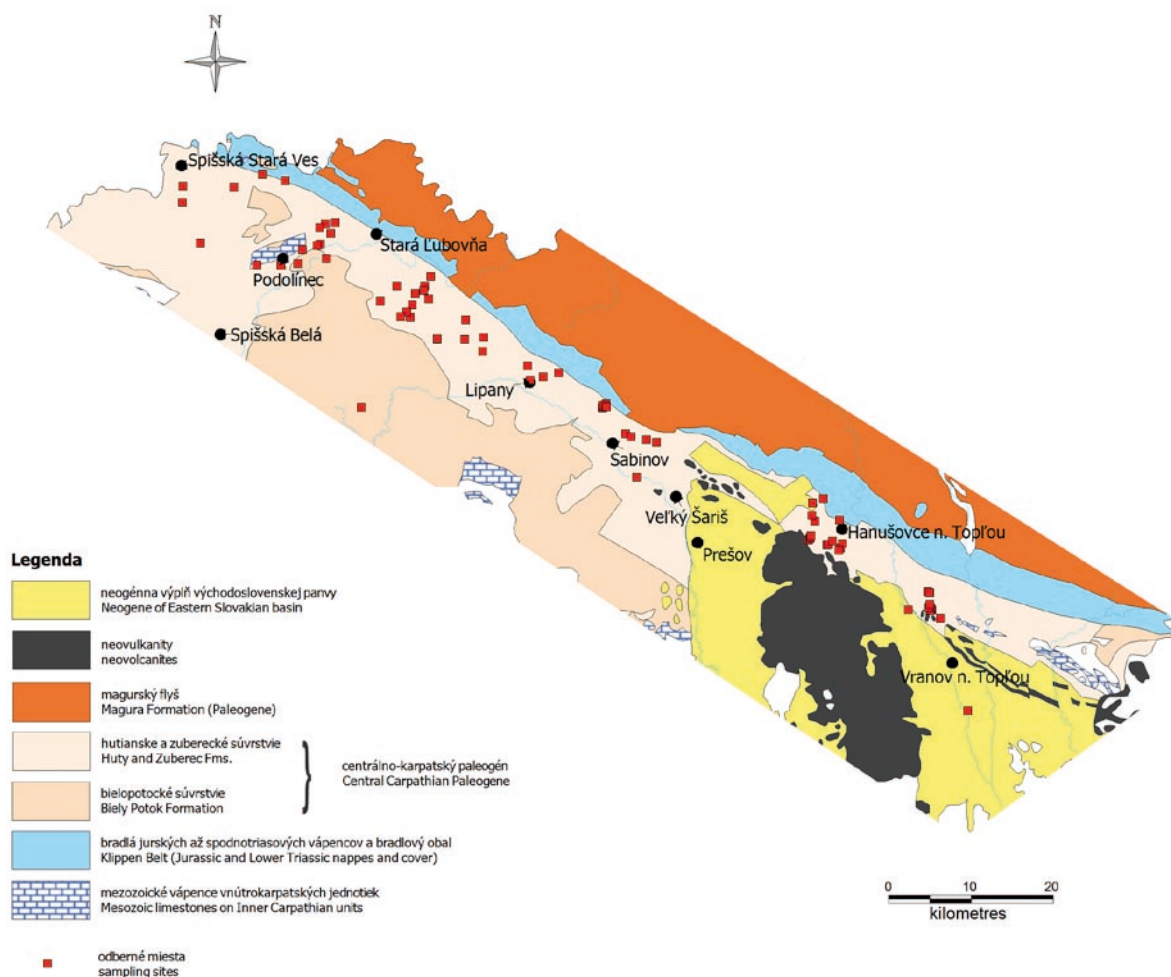 N
Spišská Stará Ves
Stará Ľubovňa
Podolínec
Spišská Belá
Lipany
Sabinov
Veľký Šariš
Hanušovce n. Topľou
Prešov
Vranov n. Topľou
Legenda
neogénna výplň východoslovenskej panvy
Neogene of Eastern Slovakian basin
neovulkanity
neovolcanites
magurský flyš
Magura Formation (Paleogene)
hutianske a zuberecké súvrstvie
Huty and Zuberec Fms.
centrálno-karpatský paleogén
Central Carpathian Paleogene
bielopotocké súvrstvie
Biely Potok Formation
bradlá jurských až spodnotriasových vápencov a bradlový obal
Klippen Belt (Jurassic and Lower Triassic nappes and cover)
mezozoické vápence vnútrokarpatských jednotiek
Mesozoic limestones on Inner Carpathian units
odberné miesta
sampling sites
0 10 20
kilometres